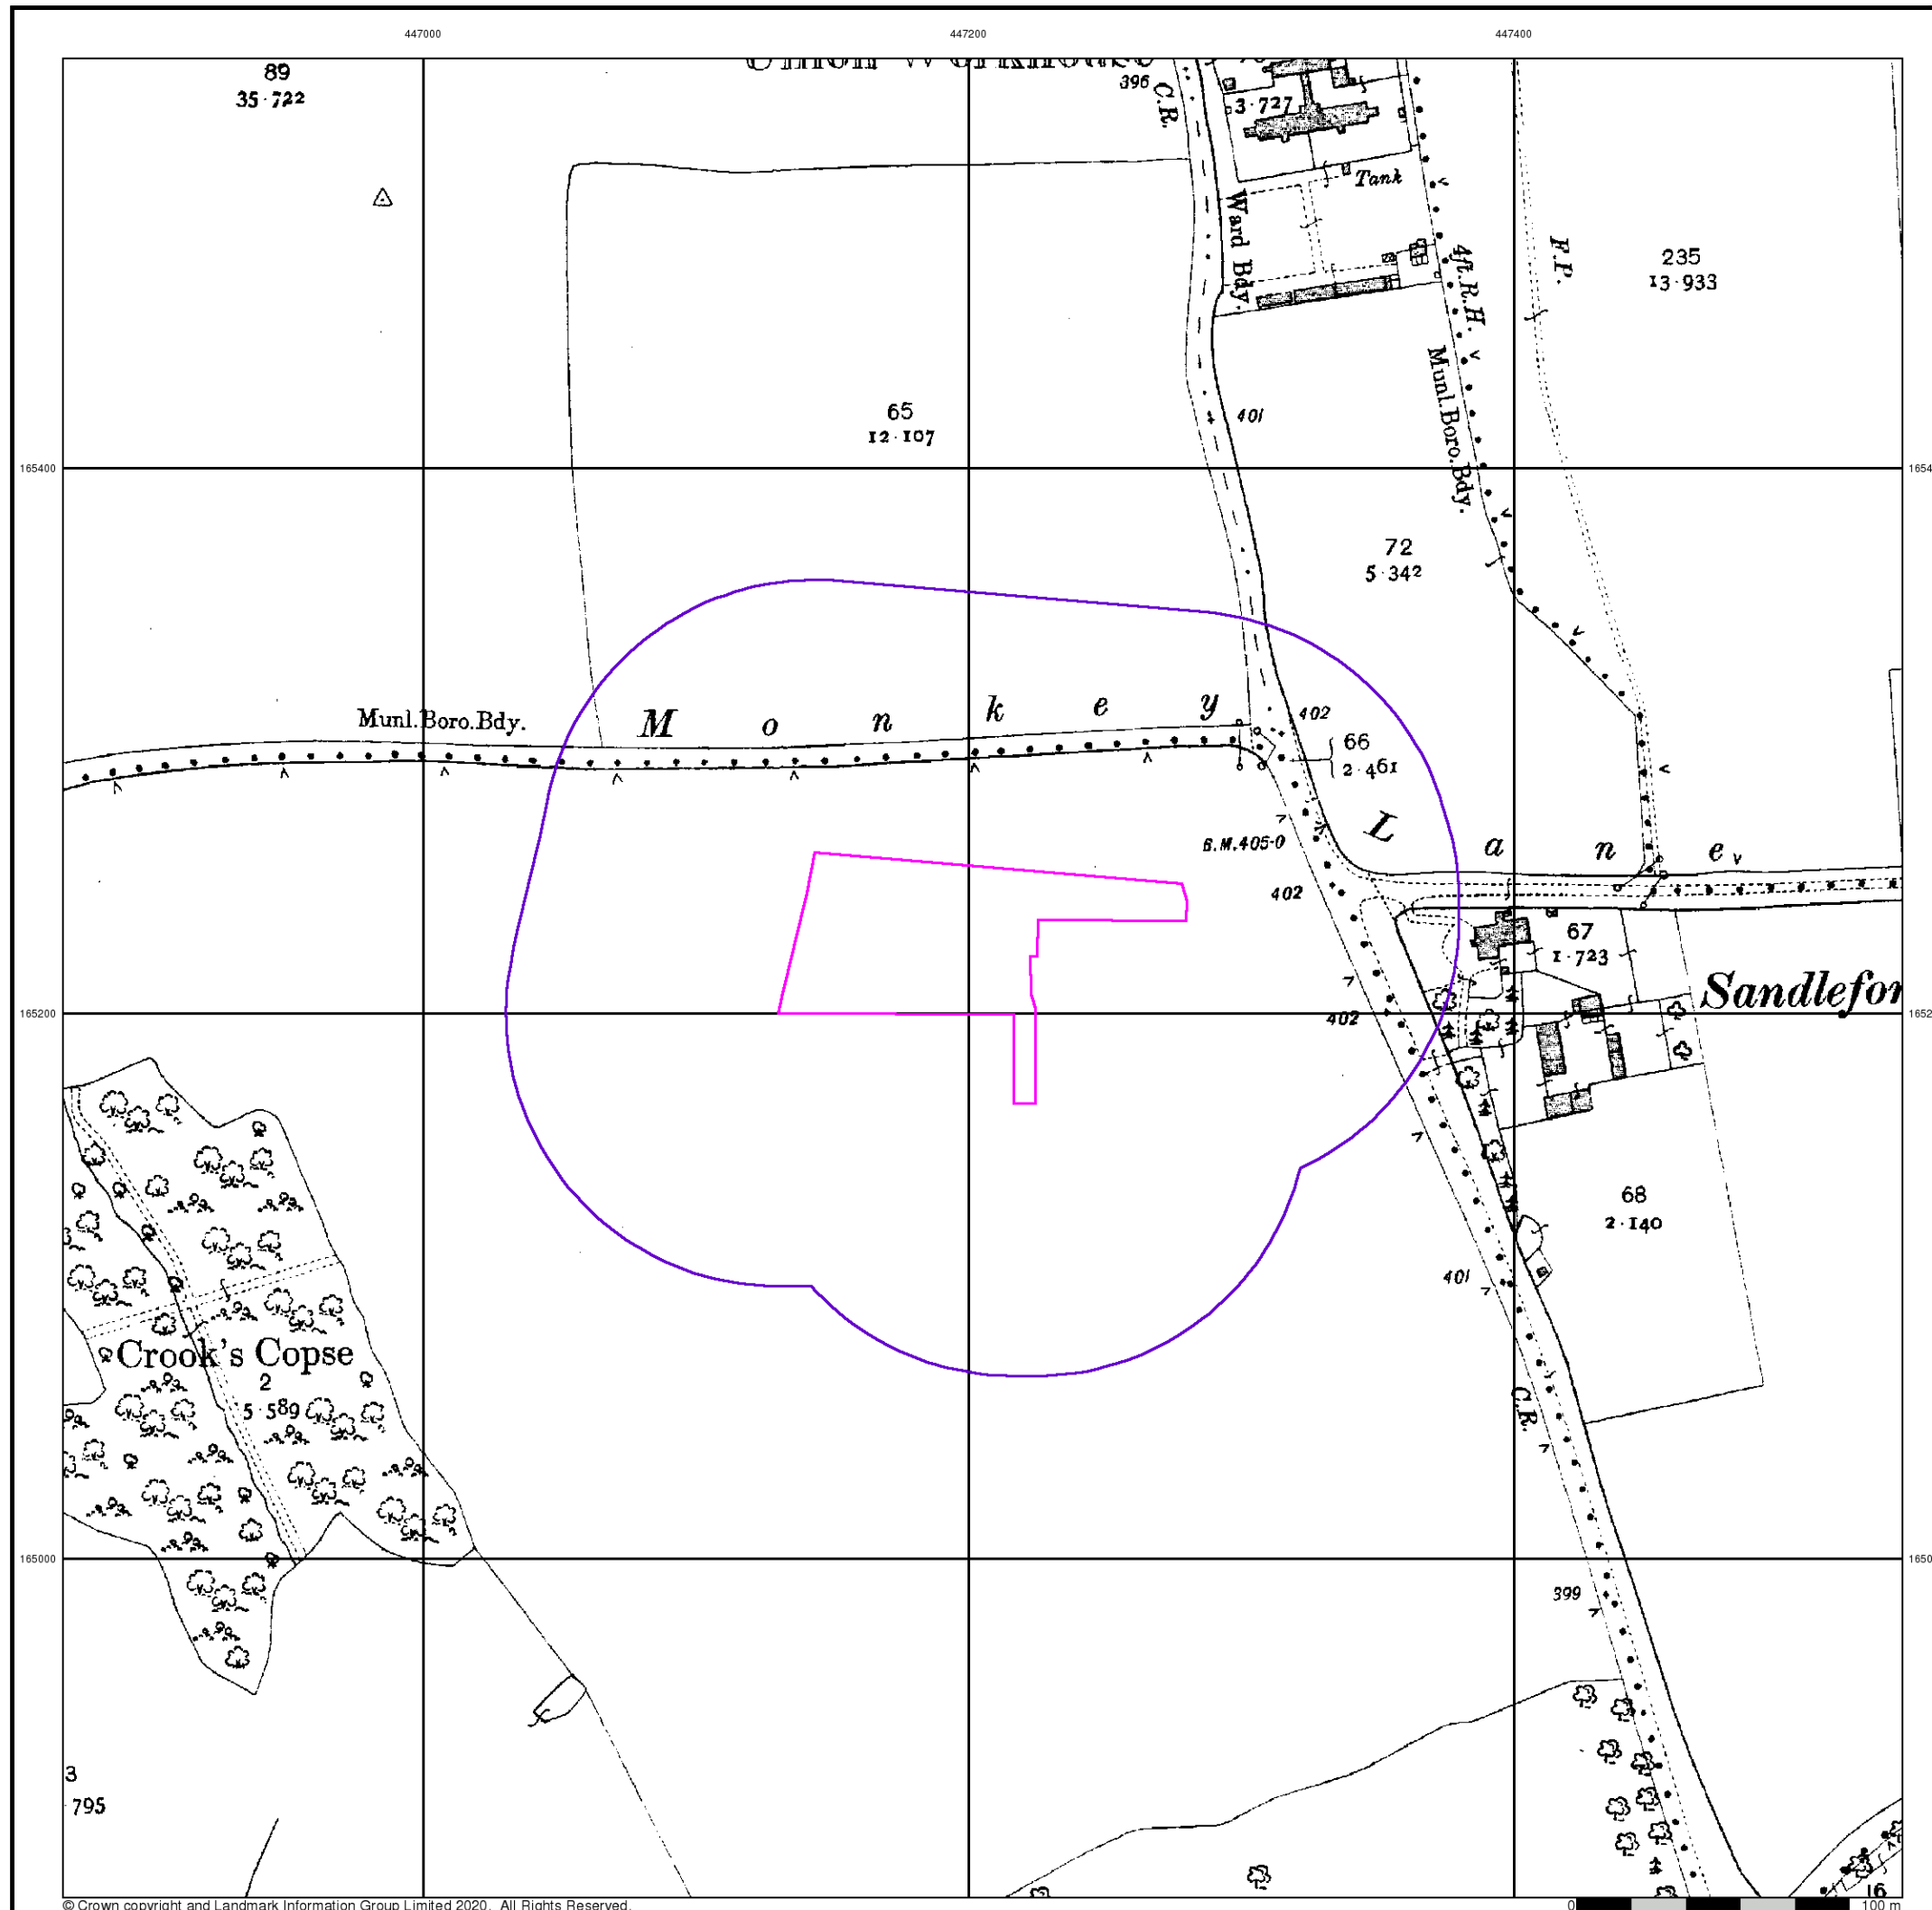 447000 447200 447400
89
35·722
Union Workhouse
396
C.R.
3·727
Tank
Ward Bdy.
4ft.R.H.
F.P.
235
13·933
Munl.Boro.Bdy.
65
12·107
401
165400
72
5·342
Munl.Boro.Bdy.
Monkey Lane
402
66
2·461
B.M.405·0
402
67
1·723
Sandlefor
165200
402
68
2·140
401
Crook's Copse
2
5·589
C.R.
165000
399
3
·795
16
© Crown copyright and Landmark Information Group Limited 2020. All Rights Reserved.
0 100 m